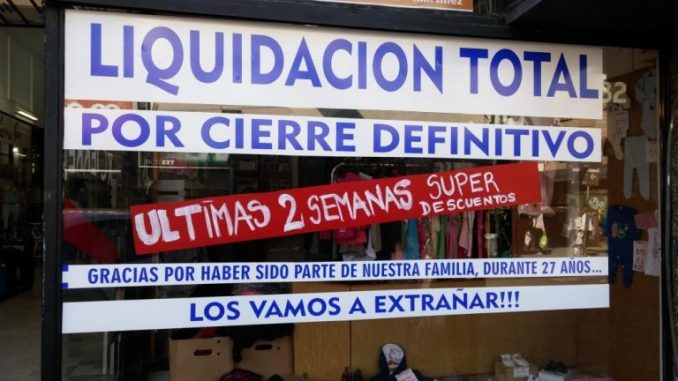 LIQUIDACION TOTAL
POR CIERRE DEFINITIVO
ULTIMAS 2 SEMANAS SUPER DESCUENTOS
GRACIAS POR HABER SIDO PARTE DE NUESTRA FAMILIA, DURANTE 27 AÑOS...
LOS VAMOS A EXTRAÑAR!!!